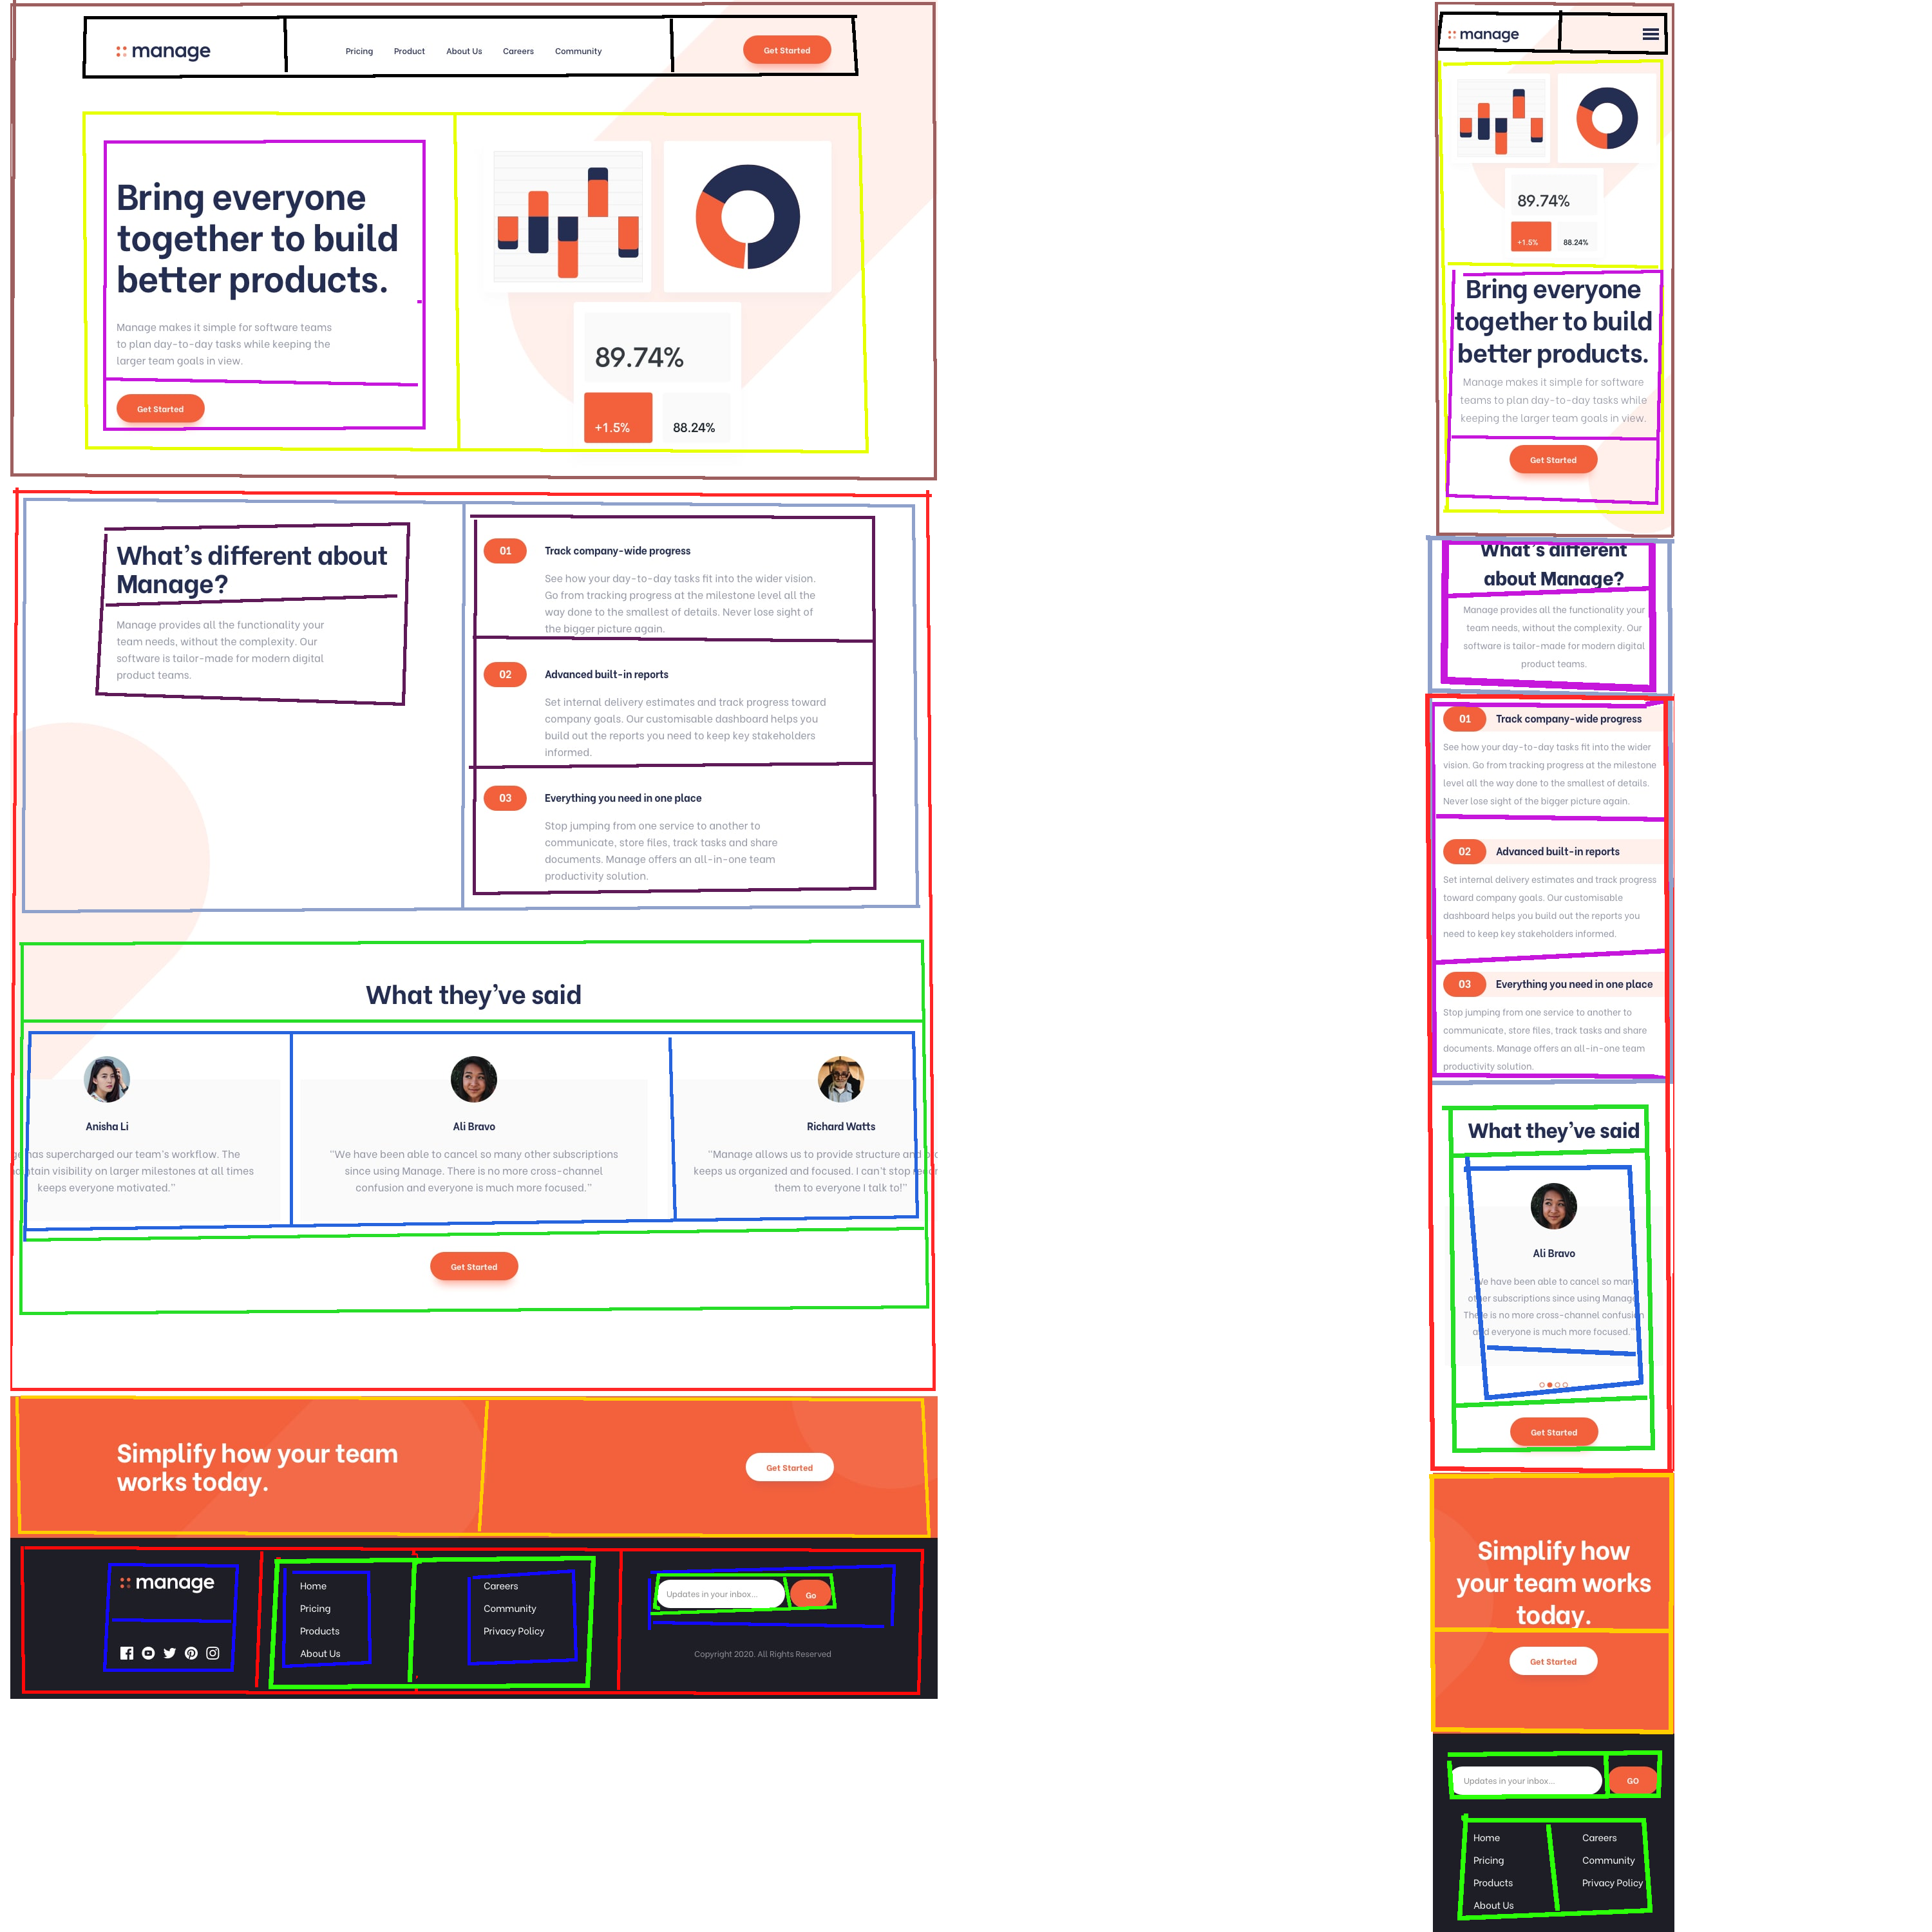 manage
Pricing
Product
About Us
Careers
Community
Get Started
Bring everyone
together to build
better products.
Manage makes it simple for software teams
to plan day-to-day tasks while keeping the
larger team goals in view.
Get Started
89.74%
+1.5%
88.24%
What's different about
Manage?
Manage provides all the functionality your
team needs, without the complexity. Our
software is tailor-made for modern digital
product teams.
01
Track company-wide progress
See how your day-to-day tasks fit into the wider vision.
Go from tracking progress at the milestone level all the
way done to the smallest of details. Never lose sight of
the bigger picture again.
02
Advanced built-in reports
Set internal delivery estimates and track progress toward
company goals. Our customisable dashboard helps you
build out the reports you need to keep key stakeholders
informed.
03
Everything you need in one place
Stop jumping from one service to another to
communicate, store files, track tasks and share
documents. Manage offers an all-in-one team
productivity solution.
What they've said
Anisha Li
has supercharged our team's workflow. The
visibility on larger milestones at all times
keeps everyone motivated."
Ali Bravo
"We have been able to cancel so many other subscriptions
since using Manage. There is no more cross-channel
confusion and everyone is much more focused."
Richard Watts
"Manage allows us to provide structure and
keeps us organized and focused. I can't stop
them to everyone I talk to!"
Get Started
Simplify how your team
works today.
Get Started
manage
Home
Pricing
Products
About Us
Careers
Community
Privacy Policy
Updates in your inbox...
Go
Copyright 2020. All Rights Reserved
manage
89.74%
+1.5%
88.24%
Bring everyone
together to build
better products.
Manage makes it simple for software
teams to plan day-to-day tasks while
keeping the larger team goals in view.
Get Started
What's different
about Manage?
Manage provides all the functionality your
team needs, without the complexity. Our
software is tailor-made for modern digital
product teams.
01
Track company-wide progress
See how your day-to-day tasks fit into the wider
vision. Go from tracking progress at the milestone
level all the way done to the smallest of details.
Never lose sight of the bigger picture again.
02
Advanced built-in reports
Set internal delivery estimates and track progress
toward company goals. Our customisable
dashboard helps you build out the reports you
need to keep key stakeholders informed.
03
Everything you need in one place
Stop jumping from one service to another to
communicate, store files, track tasks and share
documents. Manage offers an all-in-one team
productivity solution.
What they've said
Ali Bravo
"We have been able to cancel so many
other subscriptions since using Manage.
There is no more cross-channel confusion
and everyone is much more focused."
Get Started
Simplify how
your team works
today.
Get Started
Updates in your inbox...
GO
Home
Pricing
Products
About Us
Careers
Community
Privacy Policy